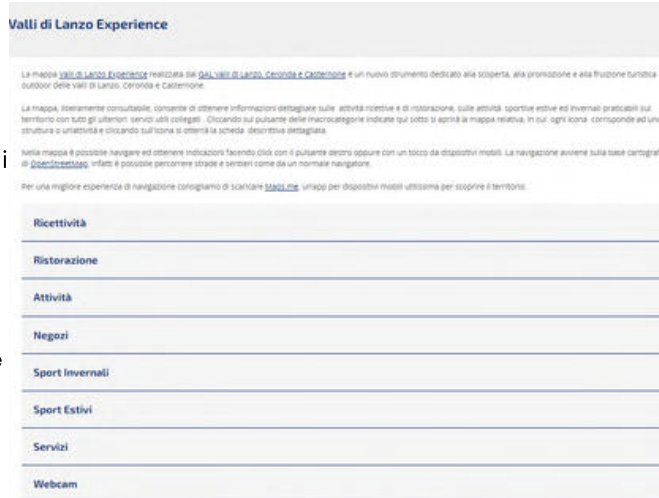 Valli di Lanzo Experience
La mappa Valli di Lanzo Experience realizzata dal GAL Valli di Lanzo, Ceronda e Casternone è un nuovo strumento dedicato alla scoperta, alla promozione e alla fruizione turistica
outdoor delle Valli di Lanzo, Ceronda e Casternone.
La mappa, liberamente consultabile, consente di ottenere informazioni dettagliate sulle attività ricettive e di ristorazione, sulle attività sportive estive ed invernali praticabili sul
territorio con tutti gli ulteriori servizi utili collegati . Cliccando sul pulsante delle macrocategorie indicate qui sotto si aprirà la mappa relativa, in cui ogni icona corrisponde ad una
struttura o un'attività e cliccando sull'icona si otterrà la scheda descrittiva dettagliata.
i
Nella mappa è possibile navigare ed ottenere indicazioni facendo click con il pulsante destro oppure con un tocco da dispositivi mobili. La navigazione avviene sulla base cartograf
di OpenStreetMap, infatti è possibile percorrere strade e sentieri come da un normale navigatore.
Per una migliore esperienza di navigazione consigliamo di scaricare Maps.me, un'app per dispositivi mobili utilissima per scoprire il territorio.
Ricettività
Ristorazione
Attività
Negozi
e
Sport Invernali
Sport Estivi
Servizi
Webcam